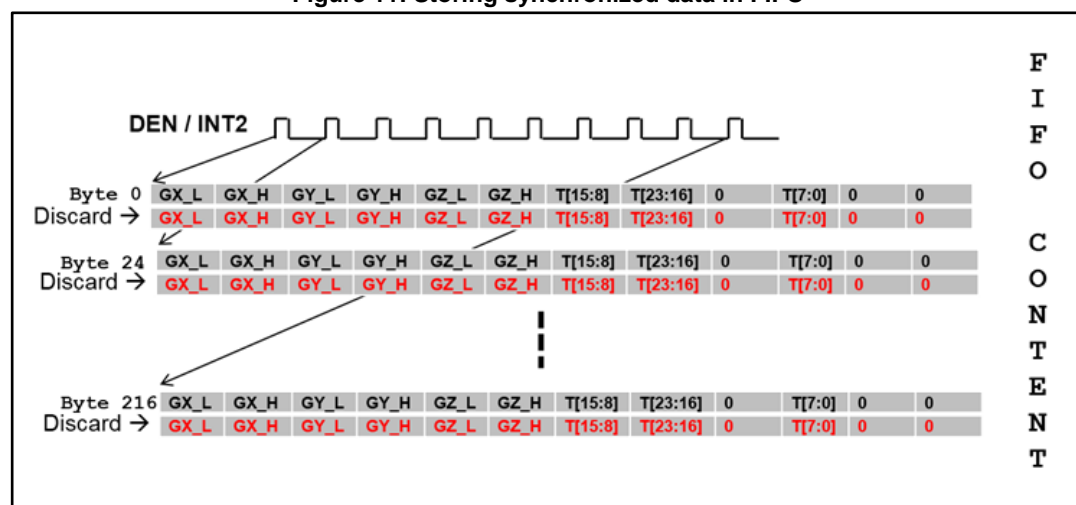 DEN / INT2
Byte 0 GX_L GX_H GY_L GY_H GZ_L GZ_H T[15:8] T[23:16] 0 T[7:0] 0 0
Discard → GX_L GX_H GY_L GY_H GZ_L GZ_H T[15:8] T[23:16] 0 T[7:0] 0 0
Byte 24 GX_L GX_H GY_L GY_H GZ_L GZ_H T[15:8] T[23:16] 0 T[7:0] 0 0
Discard → GX_L GX_H GY_L GY_H GZ_L GZ_H T[15:8] T[23:16] 0 T[7:0] 0 0
Byte 216 GX_L GX_H GY_L GY_H GZ_L GZ_H T[15:8] T[23:16] 0 T[7:0] 0 0
Discard → GX_L GX_H GY_L GY_H GZ_L GZ_H T[15:8] T[23:16] 0 T[7:0] 0 0
FIFO CONTENT